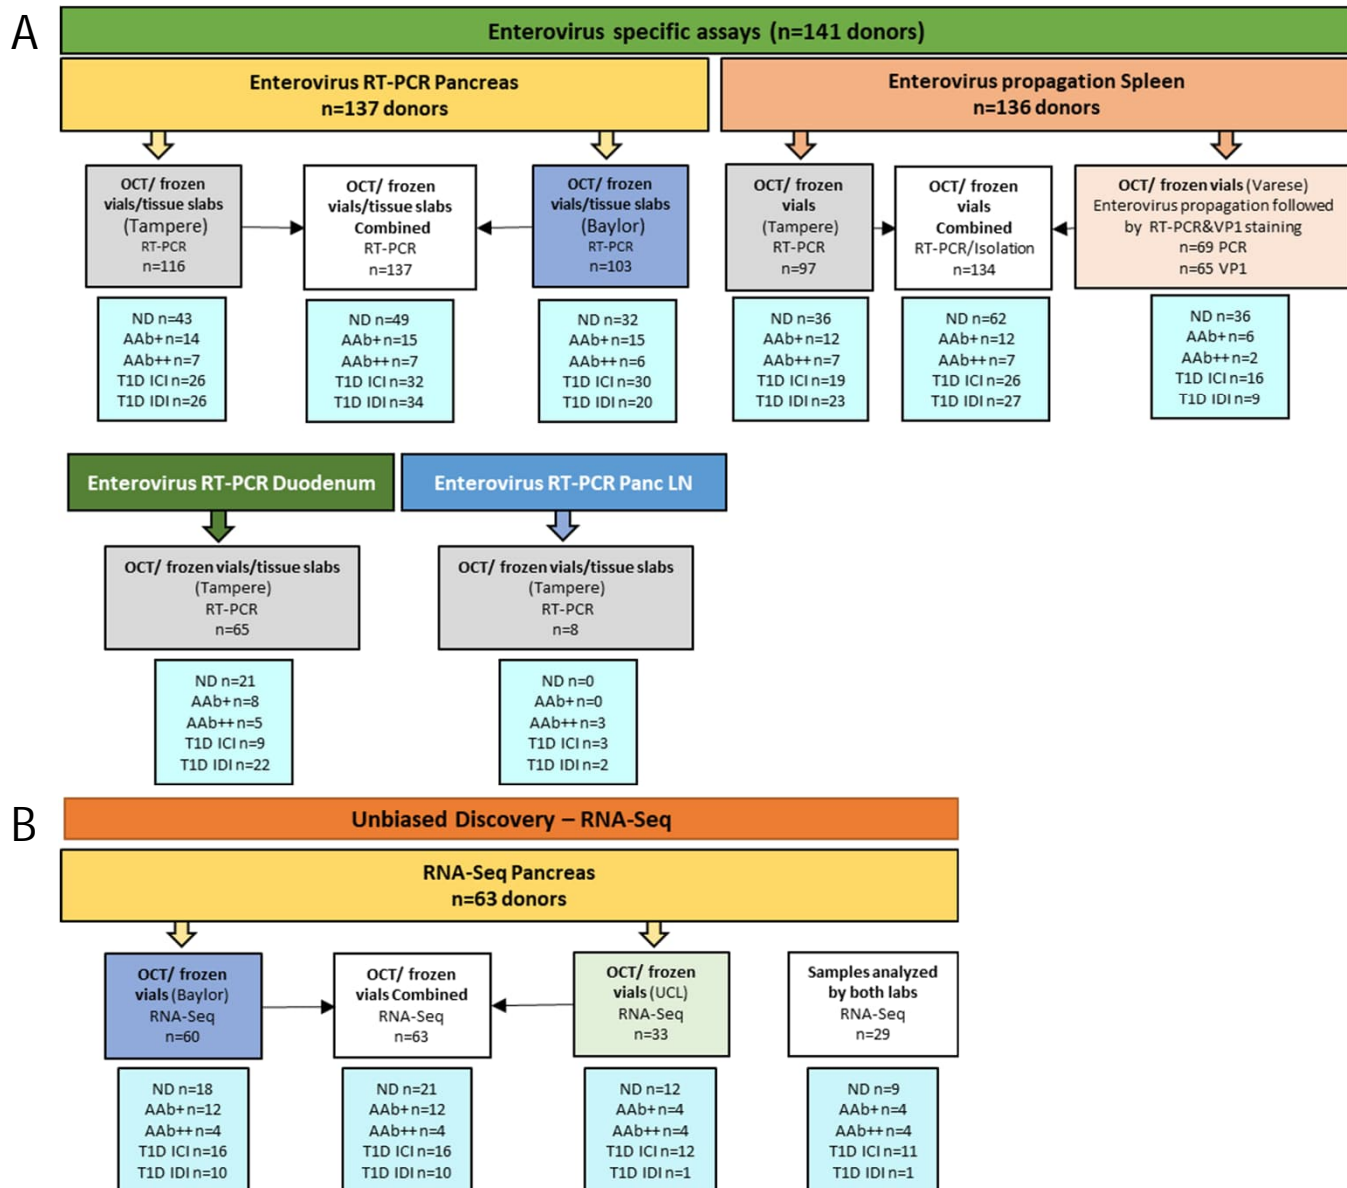 A
Enterovirus specific assays (n=141 donors)
Enterovirus RT-PCR Pancreas
n=137 donors
Enterovirus propagation Spleen
n=136 donors
OCT/ frozen
vials/tissue slabs
(Tampere)
RT-PCR
n=116
OCT/ frozen
vials/tissue slabs
Combined
RT-PCR
n=137
OCT/ frozen
vials/tissue slabs
(Baylor)
RT-PCR
n=103
OCT/ frozen
vials
(Tampere)
RT-PCR
n=97
OCT/ frozen
vials
Combined
RT-PCR/Isolation
n=134
OCT/ frozen vials (Varese)
Enterovirus propagation followed
by RT-PCR&VP1 staining
n=69 PCR
n=65 VP1
ND n=43
AAb+ n=14
AAb++ n=7
T1D ICI n=26
T1D IDI n=26
ND n=49
AAb+ n=15
AAb++ n=7
T1D ICI n=32
T1D IDI n=34
ND n=32
AAb+ n=15
AAb++ n=6
T1D ICI n=30
T1D IDI n=20
ND n=36
AAb+ n=12
AAb++ n=7
T1D ICI n=19
T1D IDI n=23
ND n=62
AAb+ n=12
AAb++ n=7
T1D ICI n=26
T1D IDI n=27
ND n=36
AAb+ n=6
AAb++ n=2
T1D ICI n=16
T1D IDI n=9
Enterovirus RT-PCR Duodenum
Enterovirus RT-PCR Panc LN
OCT/ frozen vials/tissue slabs
(Tampere)
RT-PCR
n=65
OCT/ frozen vials/tissue slabs
(Tampere)
RT-PCR
n=8
ND n=21
AAb+ n=8
AAb++ n=5
T1D ICI n=9
T1D IDI n=22
ND n=0
AAb+ n=0
AAb++ n=3
T1D ICI n=3
T1D IDI n=2
B
Unbiased Discovery – RNA-Seq
RNA-Seq Pancreas
n=63 donors
OCT/ frozen
vials (Baylor)
RNA-Seq
n=60
OCT/ frozen
vials Combined
RNA-Seq
n=63
OCT/ frozen
vials (UCL)
RNA-Seq
n=33
Samples analyzed
by both labs
RNA-Seq
n=29
ND n=18
AAb+ n=12
AAb++ n=4
T1D ICI n=16
T1D IDI n=10
ND n=21
AAb+ n=12
AAb++ n=4
T1D ICI n=16
T1D IDI n=10
ND n=12
AAb+ n=4
AAb++ n=4
T1D ICI n=12
T1D IDI n=1
ND n=9
AAb+ n=4
AAb++ n=4
T1D ICI n=11
T1D IDI n=1